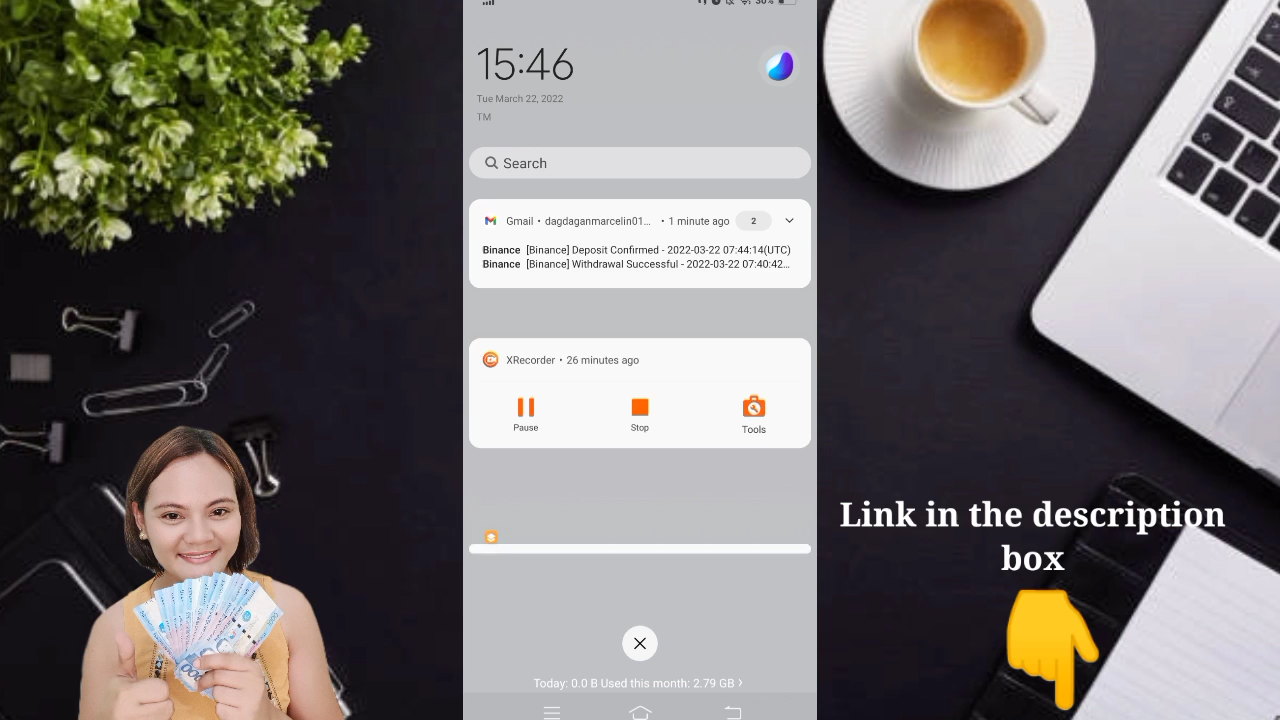 36%
15:46
Tue March 22, 2022
TM
Search
Gmail • dagdaganmarcelin01... • 1 minute ago 2
Binance [Binance] Deposit Confirmed - 2022-03-22 07:44:14(UTC)
Binance [Binance] Withdrawal Successful - 2022-03-22 07:40:42...
XRecorder • 26 minutes ago
Pause Stop Tools
Link in the description
box
Today: 0.0 B Used this month: 2.79 GB